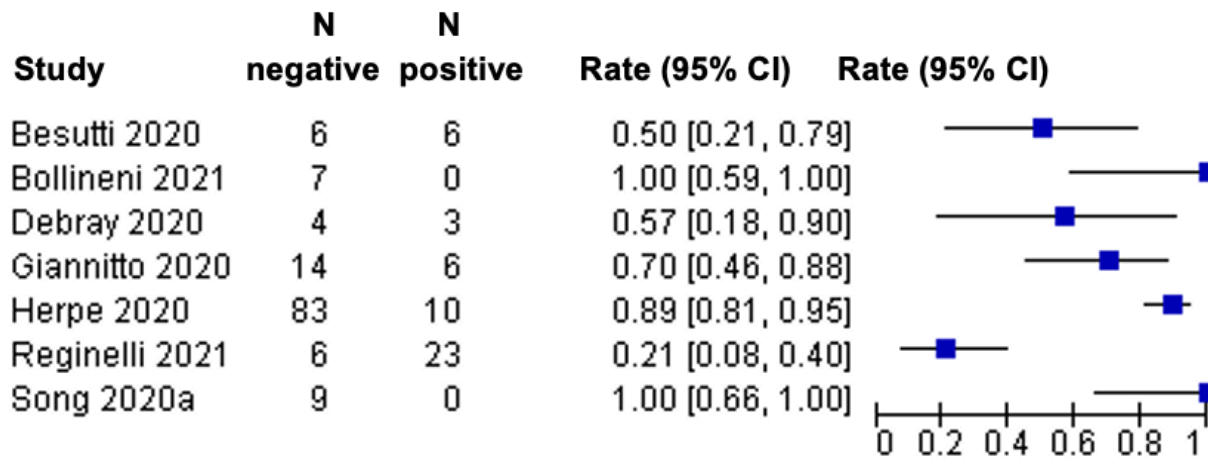 N N
Study negative positive Rate (95% CI) Rate (95% CI)
Besutti 2020 6 6 0.50 [0.21, 0.79]
Bollineni 2021 7 0 1.00 [0.59, 1.00]
Debray 2020 4 3 0.57 [0.18, 0.90]
Giannitto 2020 14 6 0.70 [0.46, 0.88]
Herpe 2020 83 10 0.89 [0.81, 0.95]
Reginelli 2021 6 23 0.21 [0.08, 0.40]
Song 2020a 9 0 1.00 [0.66, 1.00]
0 0.2 0.4 0.6 0.8 1